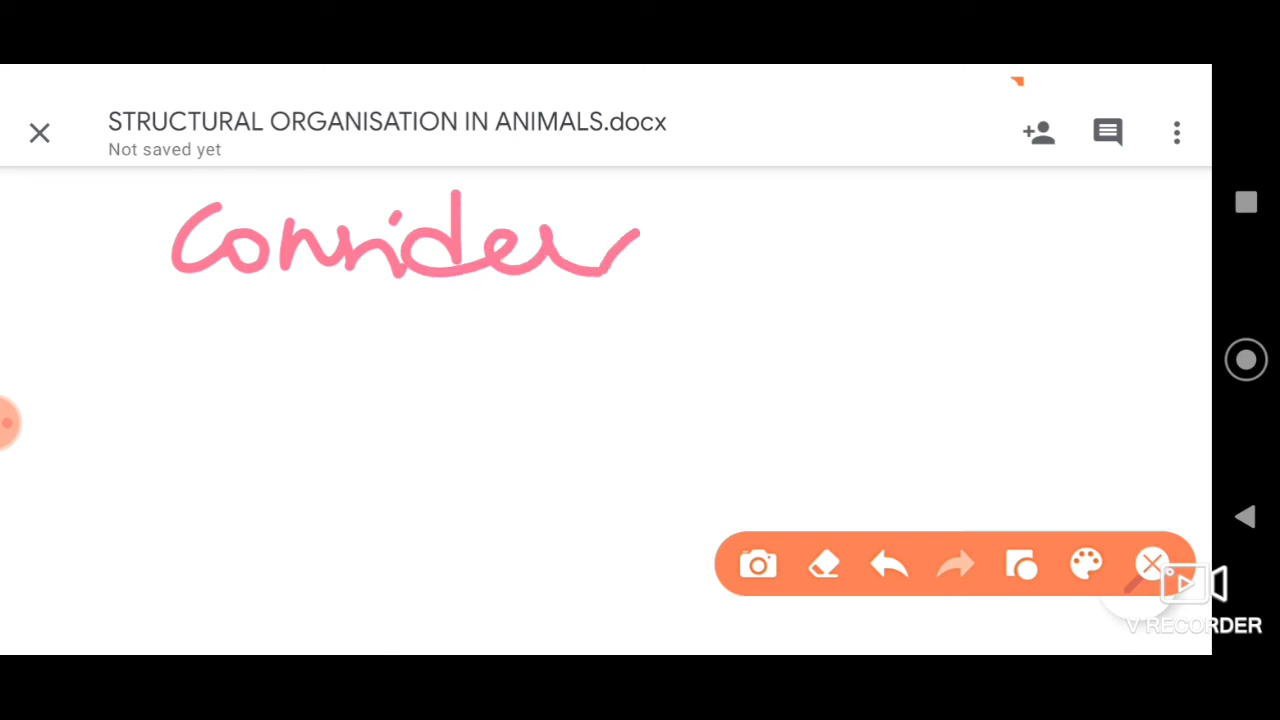 STRUCTURAL ORGANISATION IN ANIMALS.docx
Not saved yet
Consider
V RECORDER